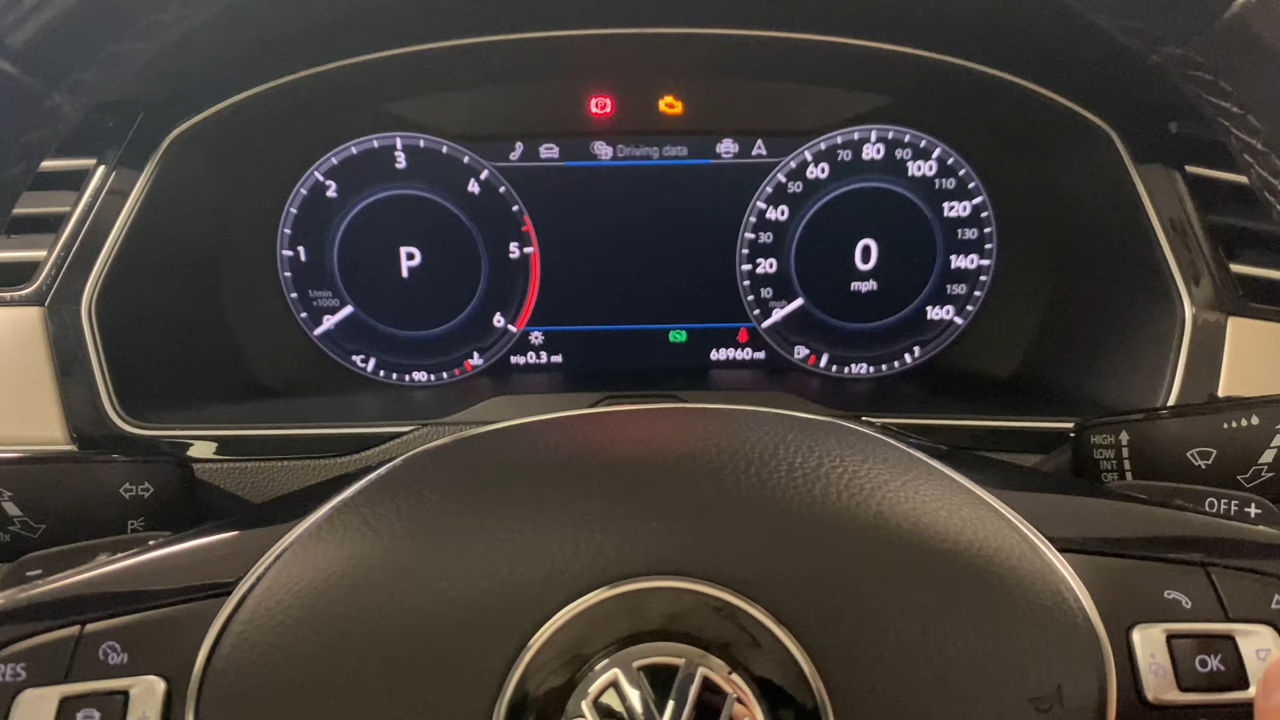 P
Driving data
1
2
3
4
5
6
1/min
x1000
0
P
°C
90
10
20
30
40
50
60
70
80
90
100
110
120
130
140
150
160
mph
0
mph
1/2
trip 0.3 mi
68960 mi
HIGH
LOW
INT
OFF
OFF +
P
RES
OK